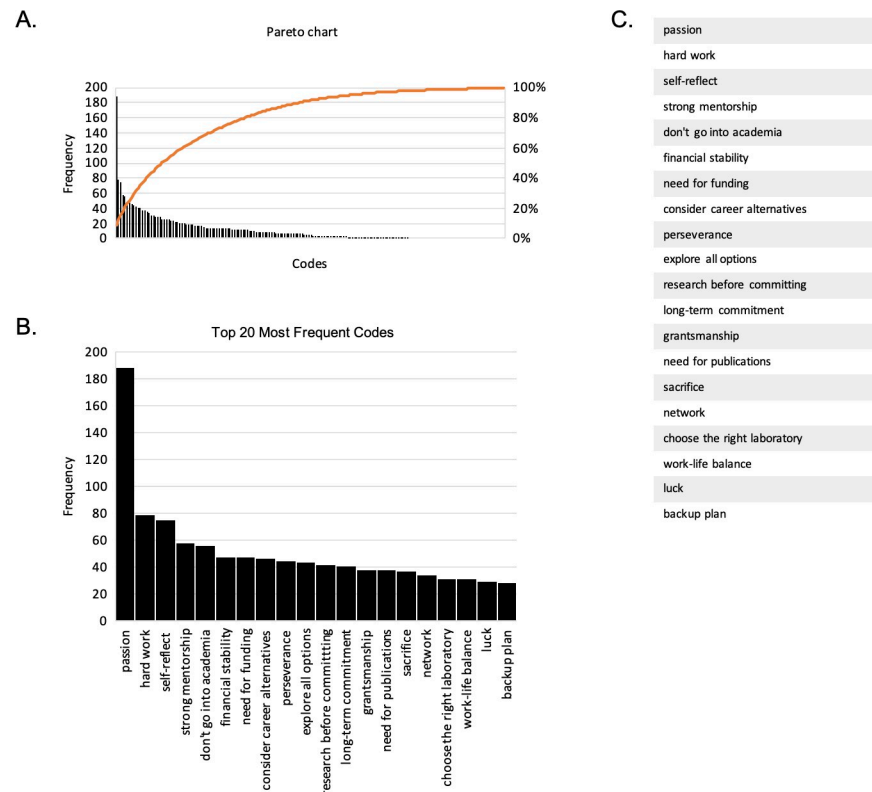 A.
Pareto chart
200
180
160
140
120
100
80
60
40
20
0
Frequency
100%
80%
60%
40%
20%
0%
Codes
B.
Top 20 Most Frequent Codes
200
180
160
140
120
100
80
60
40
20
0
Frequency
passion
hard work
self-reflect
strong mentorship
don't go into academia
financial stability
need for funding
consider career alternatives
perseverance
explore all options
research before committting
long-term commitment
grantsmanship
need for publications
sacrifice
network
choose the right laboratory
work-life balance
luck
backup plan
C.
passion
hard work
self-reflect
strong mentorship
don't go into academia
financial stability
need for funding
consider career alternatives
perseverance
explore all options
research before committing
long-term commitment
grantsmanship
need for publications
sacrifice
network
choose the right laboratory
work-life balance
luck
backup plan